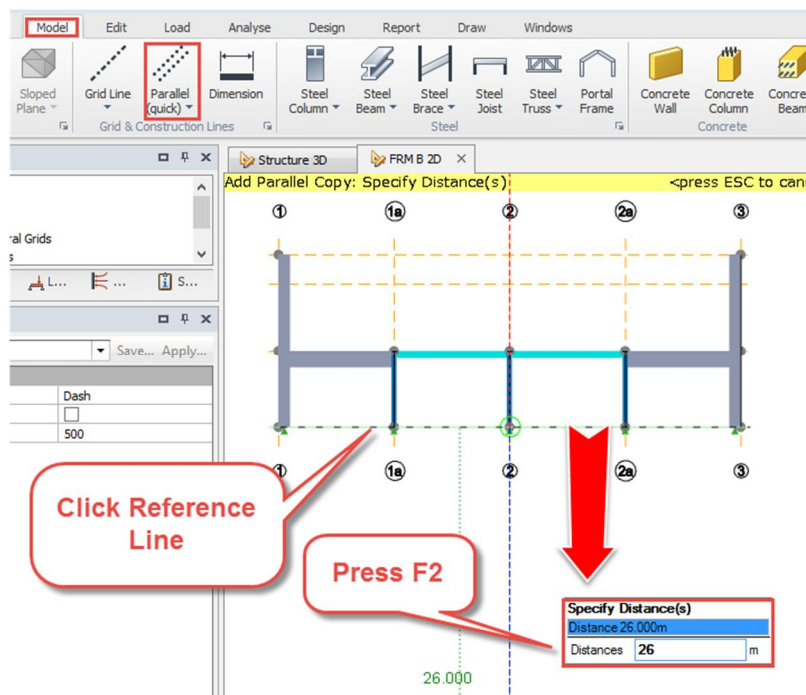 Model Edit Load Analyse Design Report Draw Windows
Sloped Plane Grid Line Parallel (quick) Dimension Steel Column Steel Beam Steel Brace Steel Joist Steel Truss Portal Frame Concrete Wall Concrete Column Concre Beam
Grid & Construction Lines Steel Concrete
Structure 3D FRM B 2D
Add Parallel Copy: Specify Distance(s) <press ESC to canc
1 1a 2 2a 3
ral Grids
L... ... S...
Save... Apply...
Dash
500
1 1a 2 2a 3
Click Reference
Line
Press F2
Specify Distance(s)
Distance 26.000m
Distances 26 m
26.000